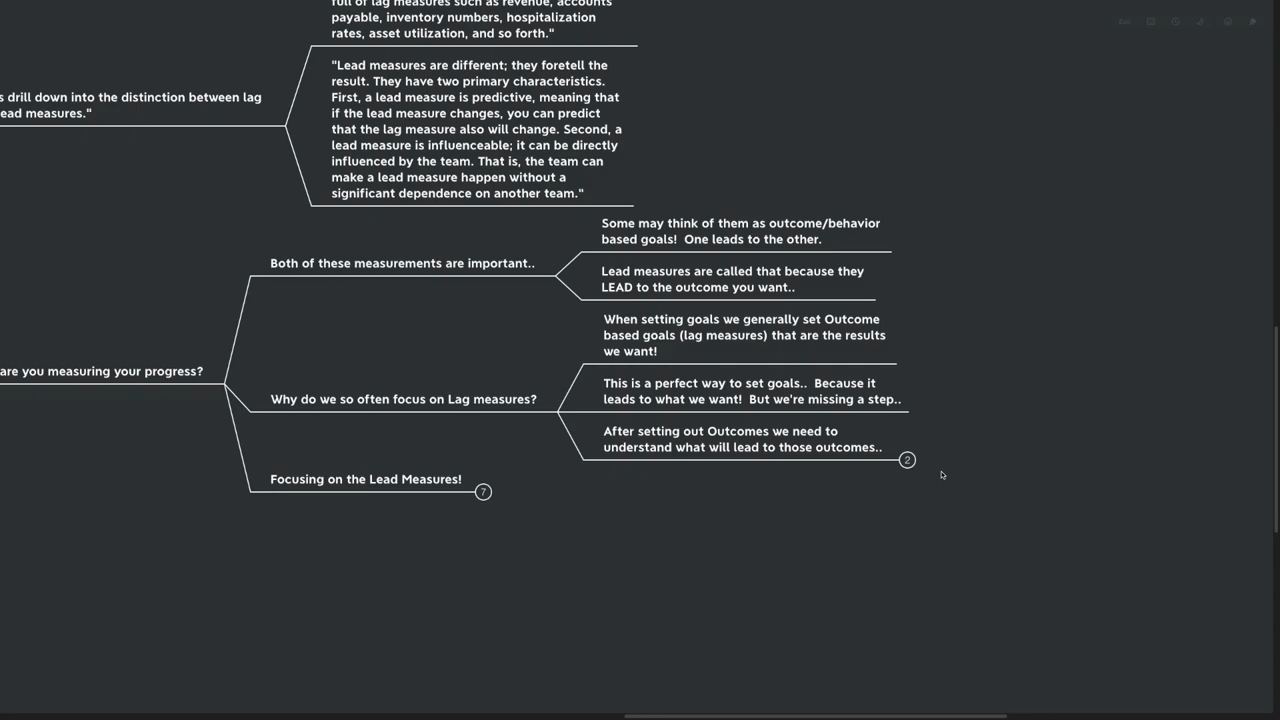 full of lag measures such as revenue, accounts
payable, inventory numbers, hospitalization
rates, asset utilization, and so forth."
"Lead measures are different; they foretell the
result. They have two primary characteristics.
First, a lead measure is predictive, meaning that
if the lead measure changes, you can predict
that the lag measure also will change. Second, a
lead measure is influenceable; it can be directly
influenced by the team. That is, the team can
make a lead measure happen without a
significant dependence on another team."
s drill down into the distinction between lag
ead measures."
Some may think of them as outcome/behavior
based goals!  One leads to the other.
Both of these measurements are important..
Lead measures are called that because they
LEAD to the outcome you want..
When setting goals we generally set Outcome
based goals (lag measures) that are the results
we want!
are you measuring your progress?
This is a perfect way to set goals..  Because it
leads to what we want!  But we're missing a step..
Why do we so often focus on Lag measures?
After setting out Outcomes we need to
understand what will lead to those outcomes..
2
Focusing on the Lead Measures!
7